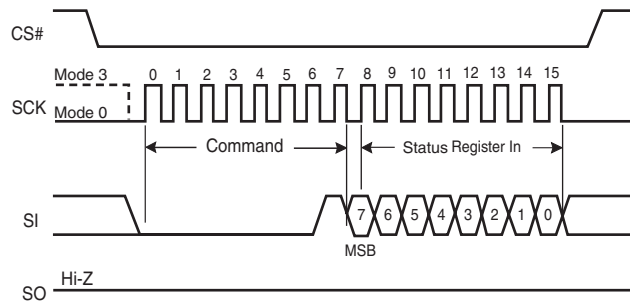 CS#
Mode 3
0 1 2 3 4 5 6 7 8 9 10 11 12 13 14 15
SCK
Mode 0
Command
Status Register In
SI
7 6 5 4 3 2 1 0
MSB
Hi-Z
SO